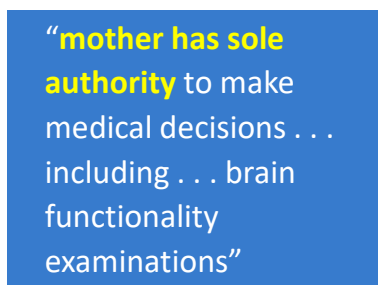 “mother has sole
authority to make
medical decisions . . .
including . . . brain
functionality
examinations”